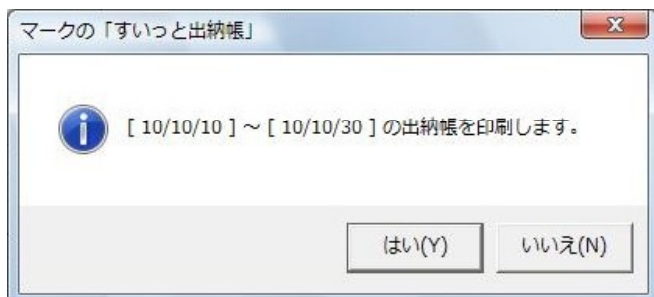 マークの「すいっと出納帳」
[ 10/10/10 ] ～ [ 10/10/30 ] の出納帳を印刷します。
はい(Y)
いいえ(N)